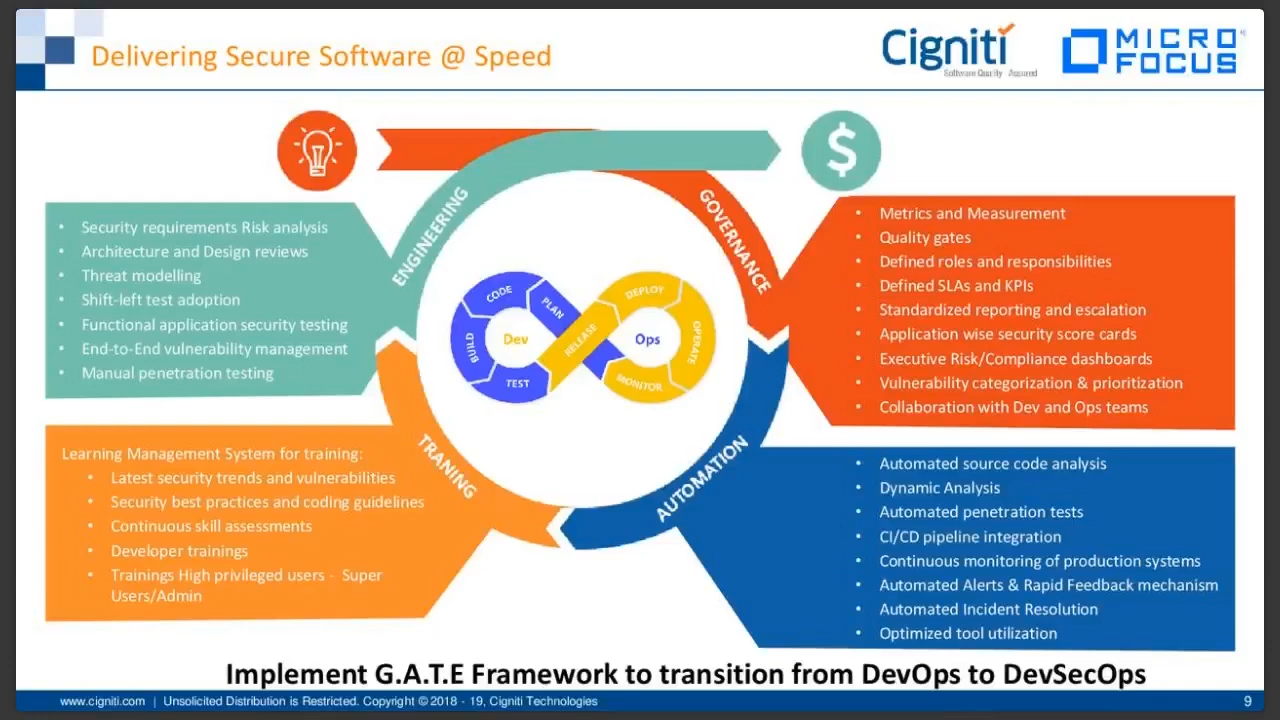 Delivering Secure Software @ Speed
Cigniti
Software Quality Assured
MICRO
FOCUS
$
ENGINEERING
GOVERNANCE
TRAINING
AUTOMATION
• Security requirements Risk analysis
• Architecture and Design reviews
• Threat modelling
• Shift-left test adoption
• Functional application security testing
• End-to-End vulnerability management
• Manual penetration testing
• Metrics and Measurement
• Quality gates
• Defined roles and responsibilities
• Defined SLAs and KPIs
• Standardized reporting and escalation
• Application wise security score cards
• Executive Risk/Compliance dashboards
• Vulnerability categorization & prioritization
• Collaboration with Dev and Ops teams
CODE
PLAN
BUILD
Dev
TEST
RELEASE
DEPLOY
Ops
OPERATE
MONITOR
Learning Management System for training:
• Latest security trends and vulnerabilities
• Security best practices and coding guidelines
• Continuous skill assessments
• Developer trainings
• Trainings High privileged users - Super
Users/Admin
• Automated source code analysis
• Dynamic Analysis
• Automated penetration tests
• CI/CD pipeline integration
• Continuous monitoring of production systems
• Automated Alerts & Rapid Feedback mechanism
• Automated Incident Resolution
• Optimized tool utilization
Implement G.A.T.E Framework to transition from DevOps to DevSecOps
www.cigniti.com | Unsolicited Distribution is Restricted. Copyright © 2018 - 19, Cigniti Technologies
9